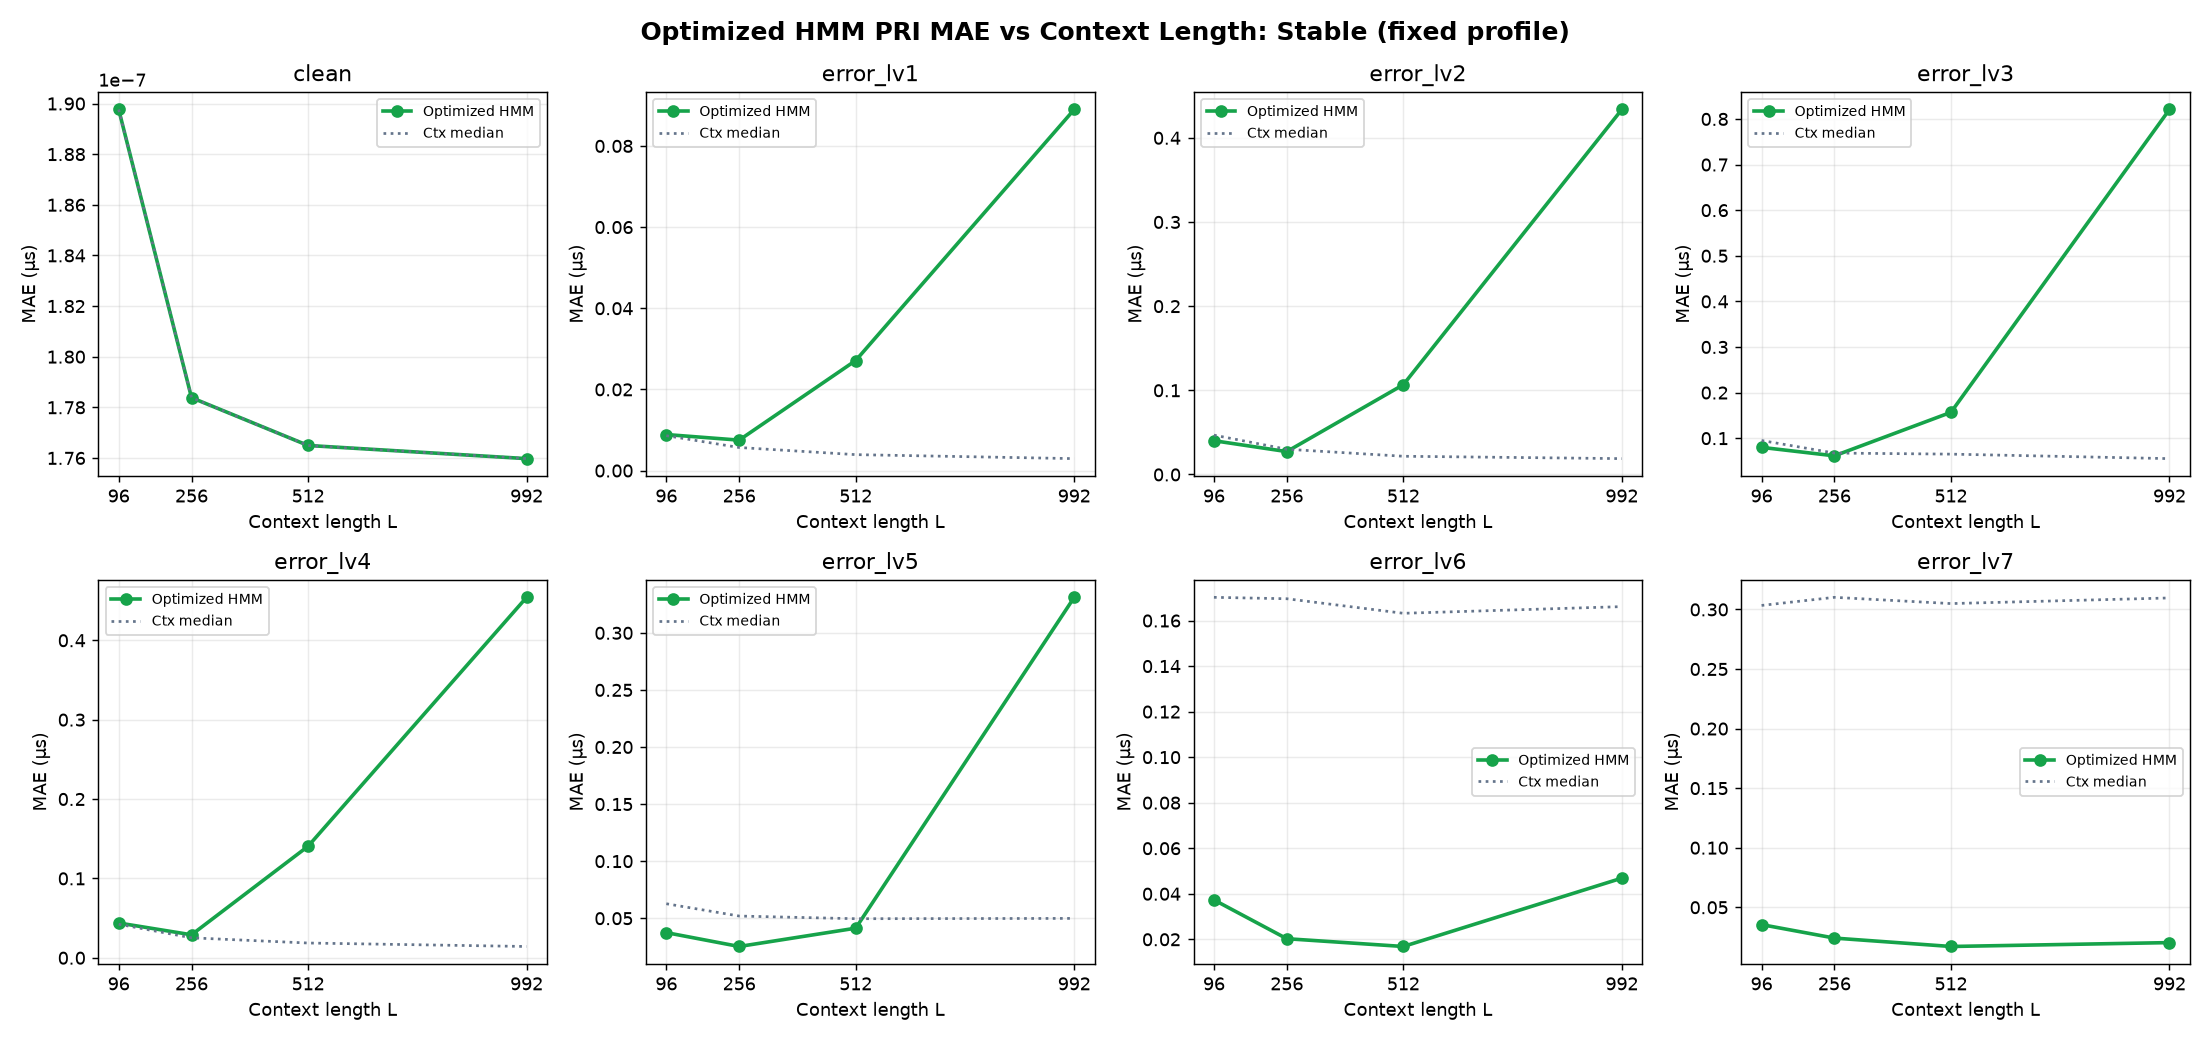 Optimized HMM PRI MAE vs Context Length: Stable (fixed profile)
clean
1e−7
1.90
1.88
1.86
1.84
1.82
1.80
1.78
1.76
MAE (µs)
96 256 512 992
Context length L
Optimized HMM
Ctx median
error_lv1
0.08
0.06
0.04
0.02
0.00
MAE (µs)
96 256 512 992
Context length L
Optimized HMM
Ctx median
error_lv2
0.4
0.3
0.2
0.1
0.0
MAE (µs)
96 256 512 992
Context length L
Optimized HMM
Ctx median
error_lv3
0.8
0.7
0.6
0.5
0.4
0.3
0.2
0.1
MAE (µs)
96 256 512 992
Context length L
Optimized HMM
Ctx median
error_lv4
0.4
0.3
0.2
0.1
0.0
MAE (µs)
96 256 512 992
Context length L
Optimized HMM
Ctx median
error_lv5
0.30
0.25
0.20
0.15
0.10
0.05
MAE (µs)
96 256 512 992
Context length L
Optimized HMM
Ctx median
error_lv6
0.16
0.14
0.12
0.10
0.08
0.06
0.04
0.02
MAE (µs)
96 256 512 992
Context length L
Optimized HMM
Ctx median
error_lv7
0.30
0.25
0.20
0.15
0.10
0.05
MAE (µs)
96 256 512 992
Context length L
Optimized HMM
Ctx median